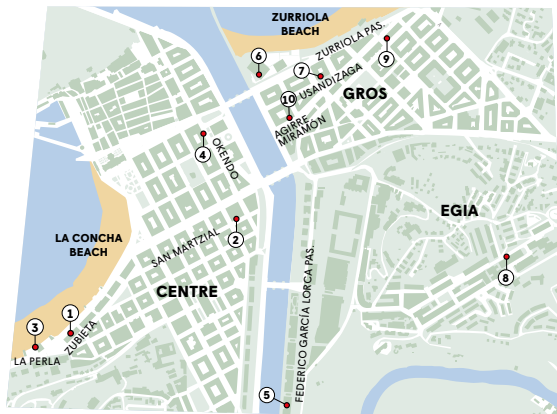 ZURRIOLA
BEACH
ZURRIOLA PAS.
6
7
9
USANDIZAGA
10
GROS
AGIRRE
MIRAMÓN
4
OKENDO
EGIA
LA CONCHA
BEACH
SAN MARTZIAL
2
8
CENTRE
FEDERICO GARCÍA LORCA PAS.
1
3
ZUBIETA
LA PERLA
5